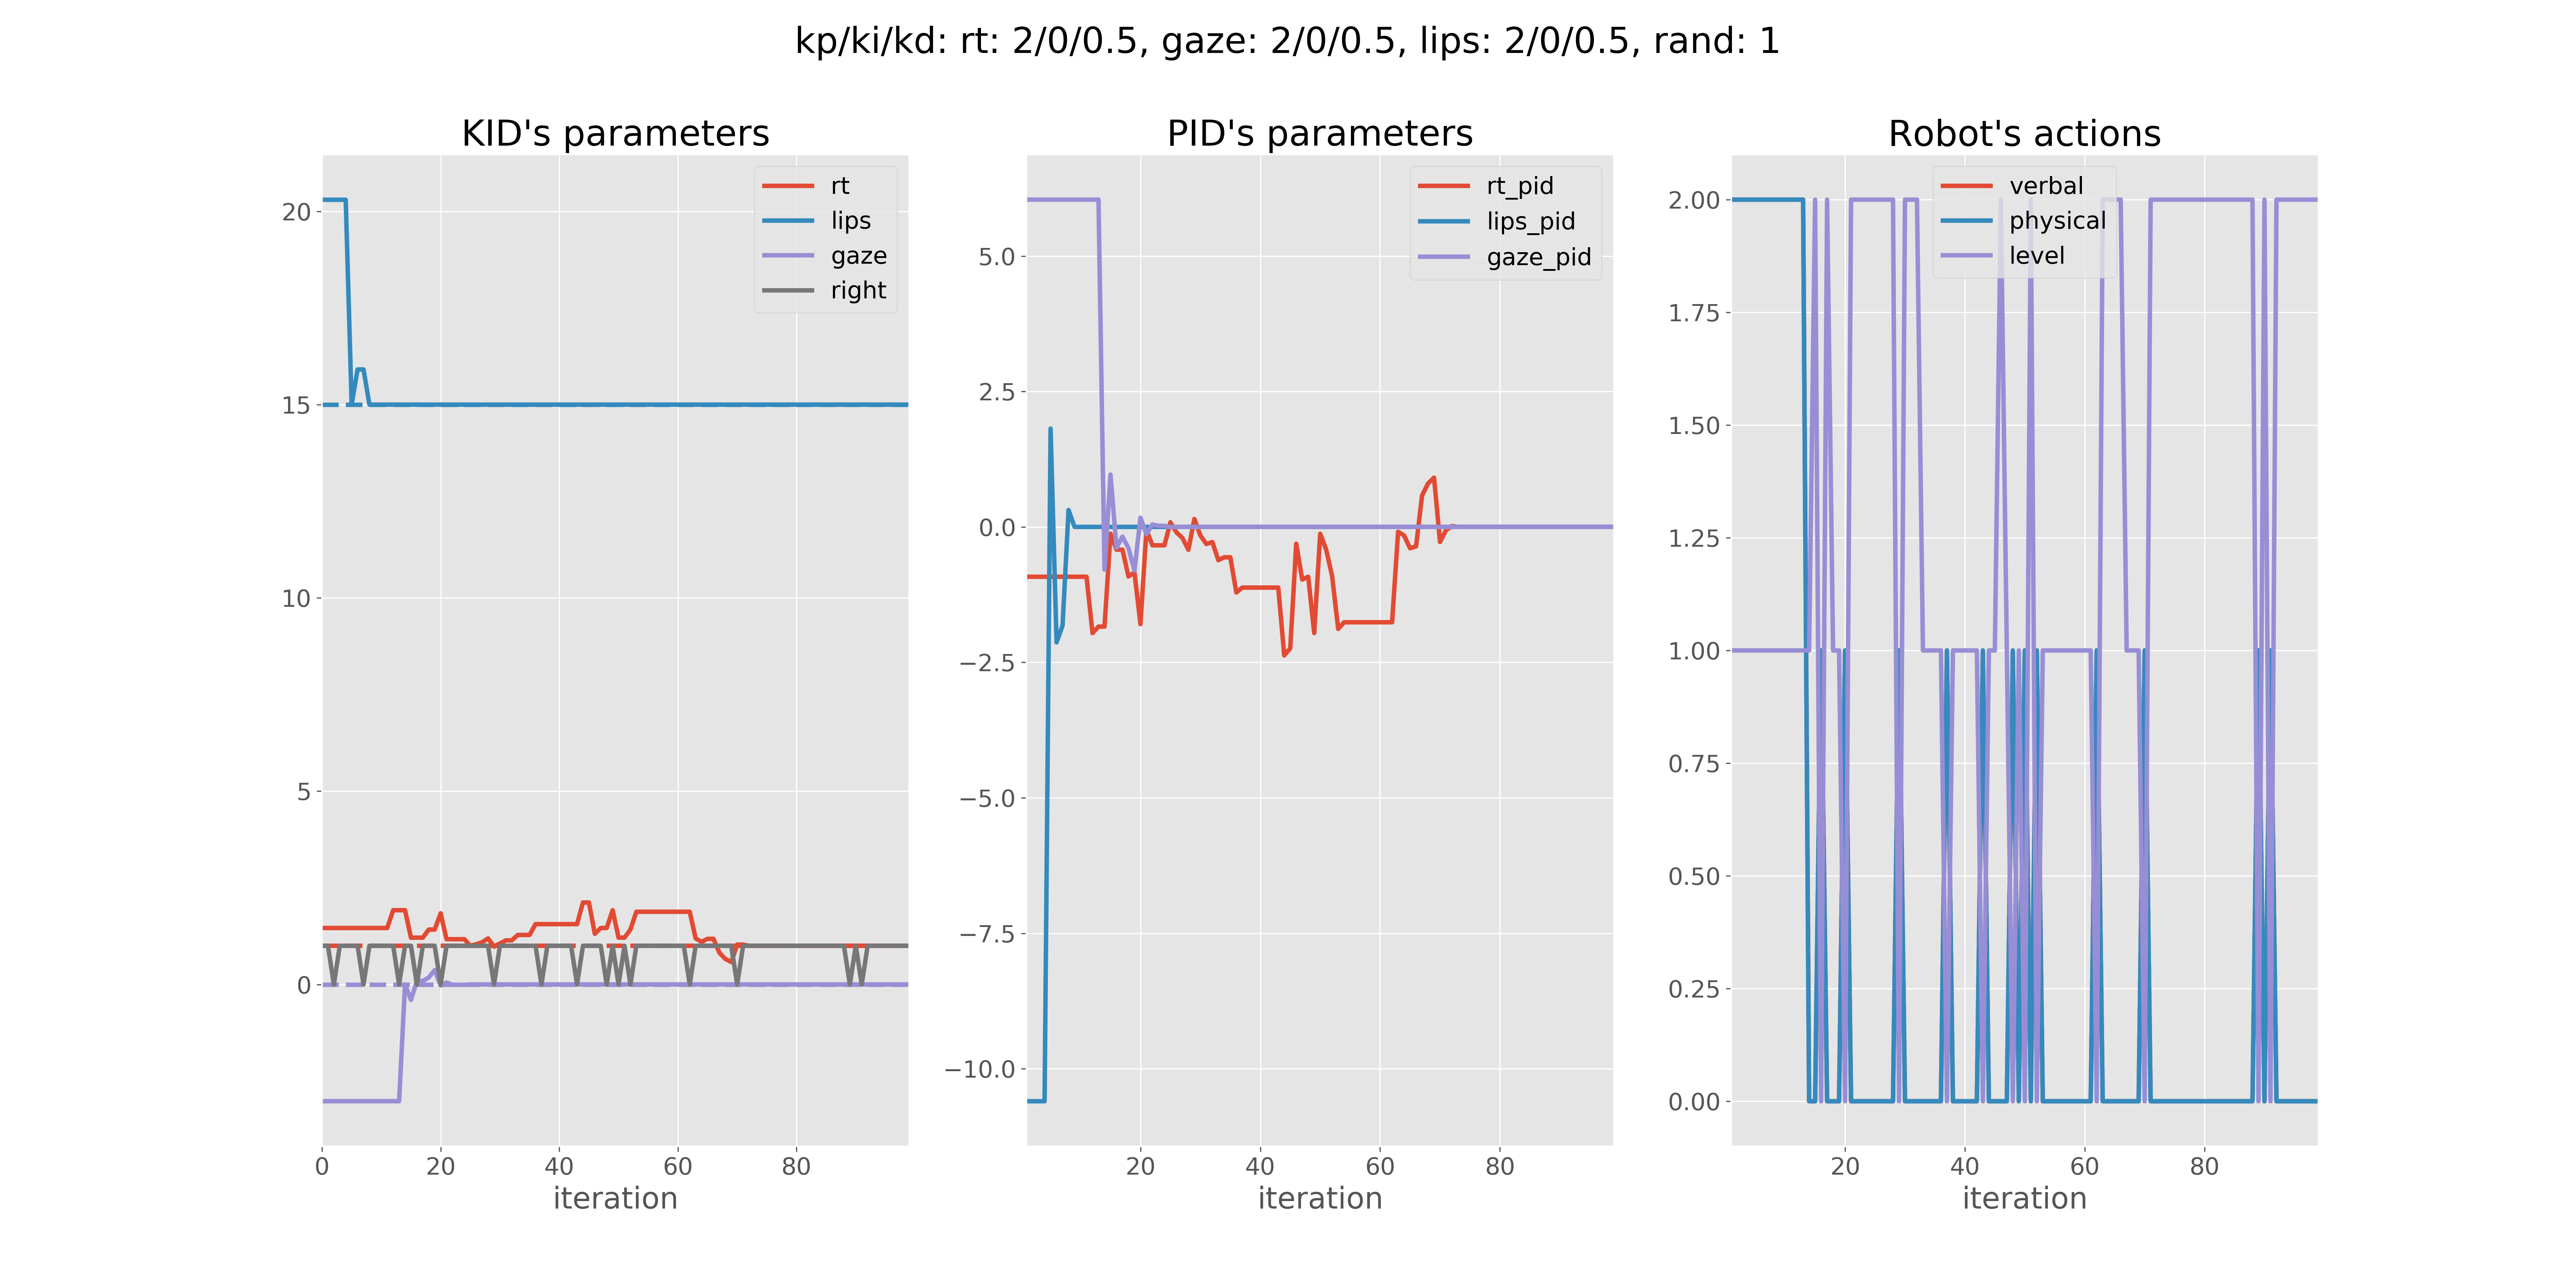 kp/ki/kd: rt: 2/0/0.5, gaze: 2/0/0.5, lips: 2/0/0.5, rand: 1
KID's parameters
20
15
10
5
0
0
20
40
60
80
iteration
rt
lips
gaze
right
PID's parameters
5.0
2.5
0.0
−2.5
−5.0
−7.5
−10.0
20
40
60
80
iteration
rt_pid
lips_pid
gaze_pid
Robot's actions
2.00
1.75
1.50
1.25
1.00
0.75
0.50
0.25
0.00
20
40
60
80
iteration
verbal
physical
level